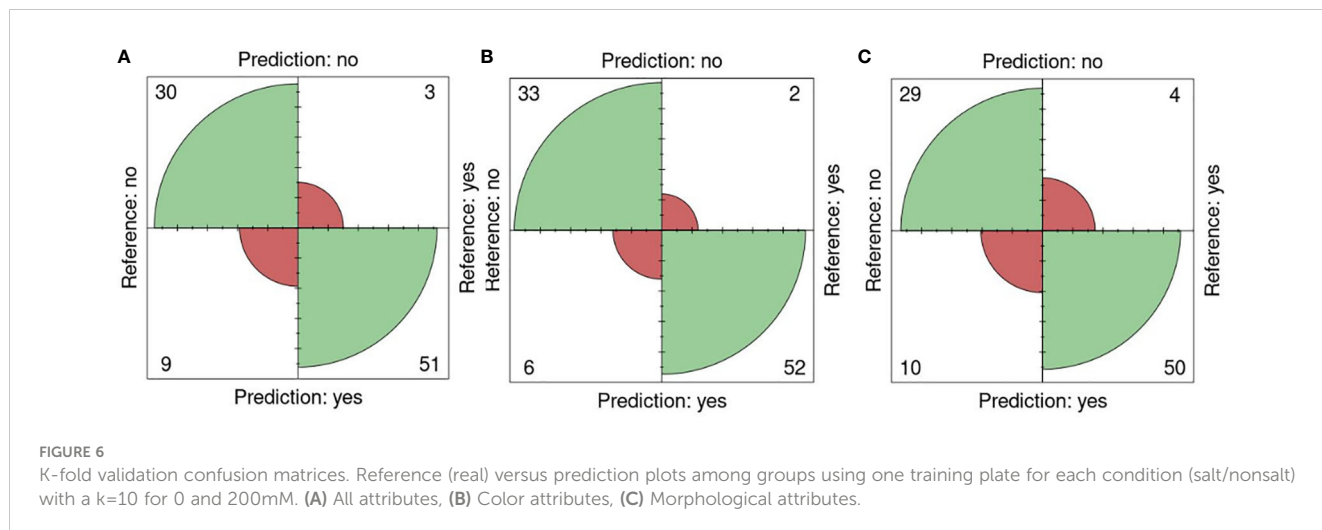 A
Prediction: no
30
3
Reference: no
Reference: yes
9
51
Prediction: yes
B
Prediction: no
33
2
Reference: no
Reference: yes
6
52
Prediction: yes
C
Prediction: no
29
4
Reference: no
Reference: yes
10
50
Prediction: yes
FIGURE 6
K-fold validation confusion matrices. Reference (real) versus prediction plots among groups using one training plate for each condition (salt/nonsalt)
with a k=10 for 0 and 200mM. (A) All attributes, (B) Color attributes, (C) Morphological attributes.